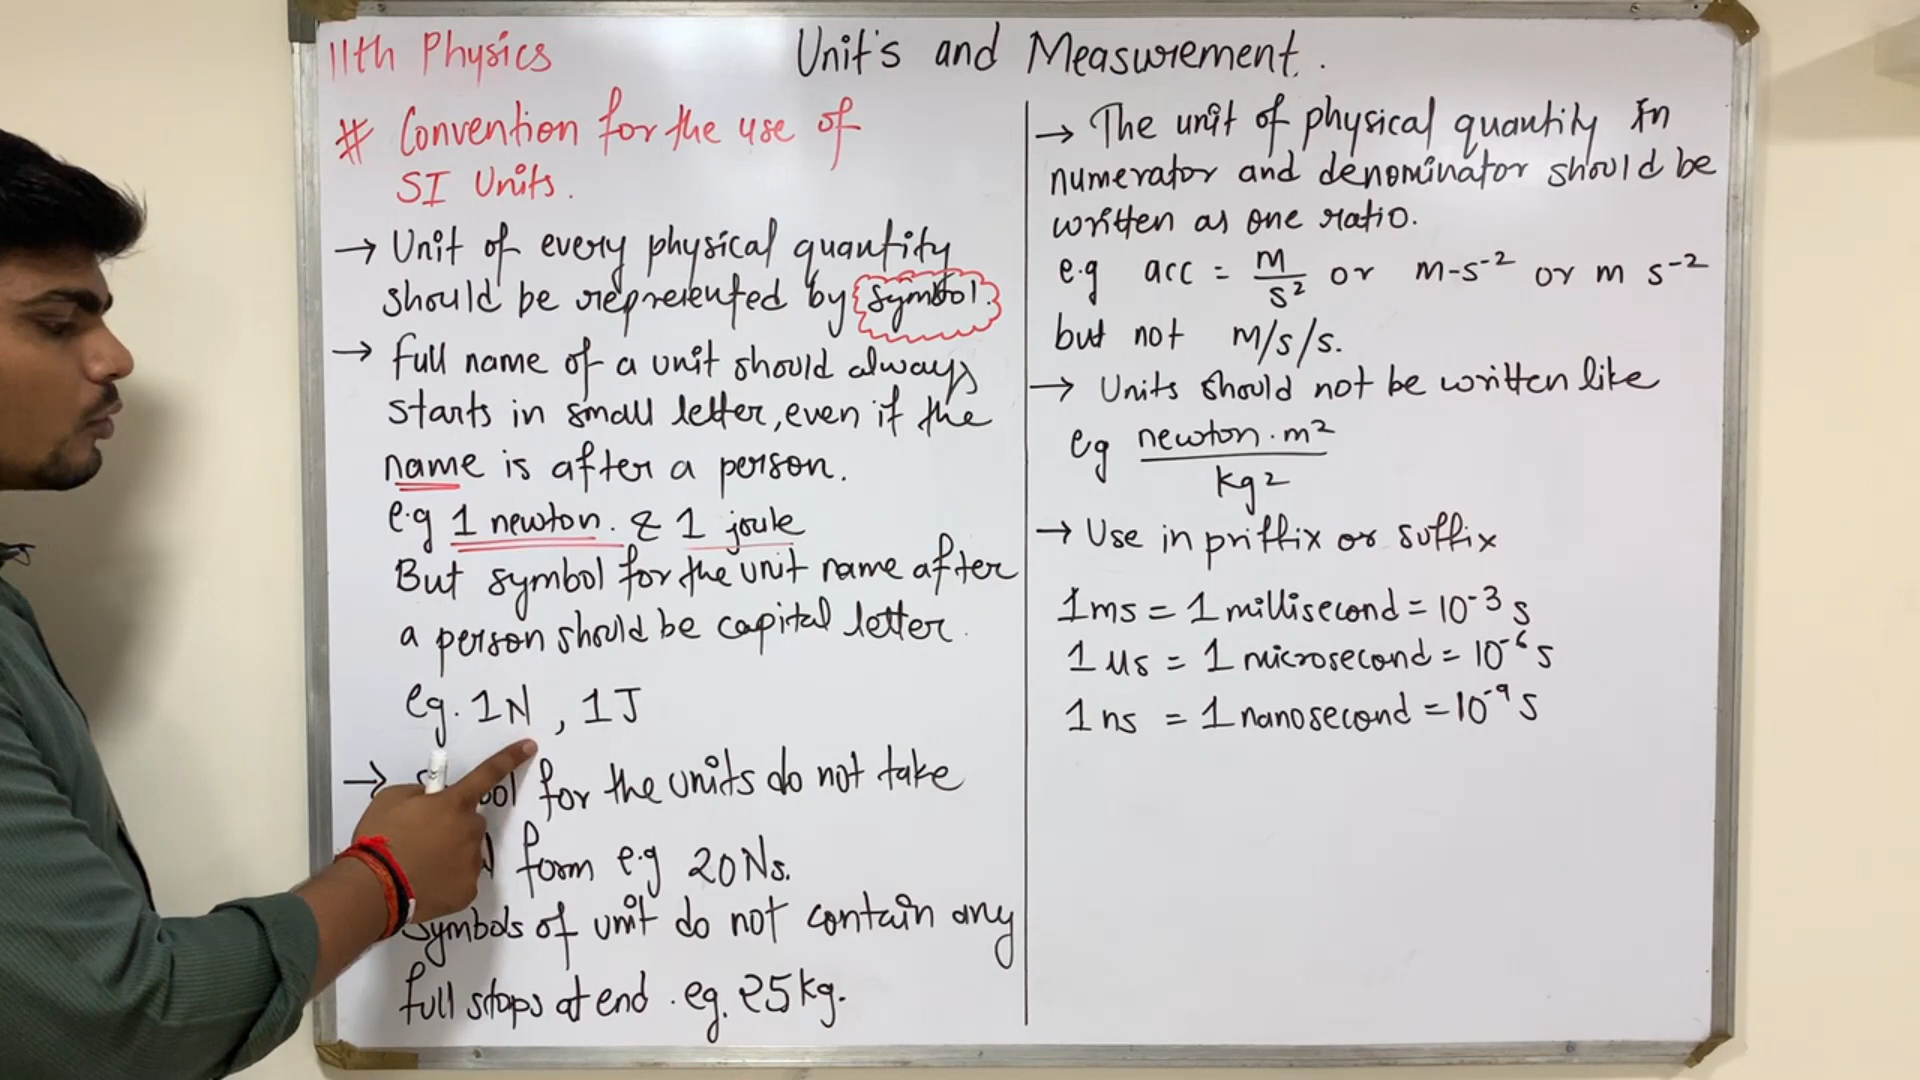 11th Physics
Unit's and Measurement.
# Convention for the use of
SI Units.
→ Unit of every physical quantity
should be represented by symbol.
→ full name of a unit should always
starts in small letter, even if the
name is after a person.
e.g 1 newton. & 1 joule
But symbol for the unit name after
a person should be capital letter.
eg. 1N , 1J
→ for the units do not take
form e.g 20Ns.
Symbols of unit do not contain any
full stops at end . eg. 25kg.
→ The unit of physical quantity In
numerator and denominator should be
written as one ratio.
e.g acc = m/s² or m-s⁻² or m s⁻²
but not m/s/s.
→ Units should not be written like
eg newton.m²
kg²
→ Use in priffix or suffix
1ms = 1 millisecond = 10⁻³ s
1 μs = 1 microsecond = 10⁻⁶ s
1 ns = 1 nanosecond = 10⁻⁹ s